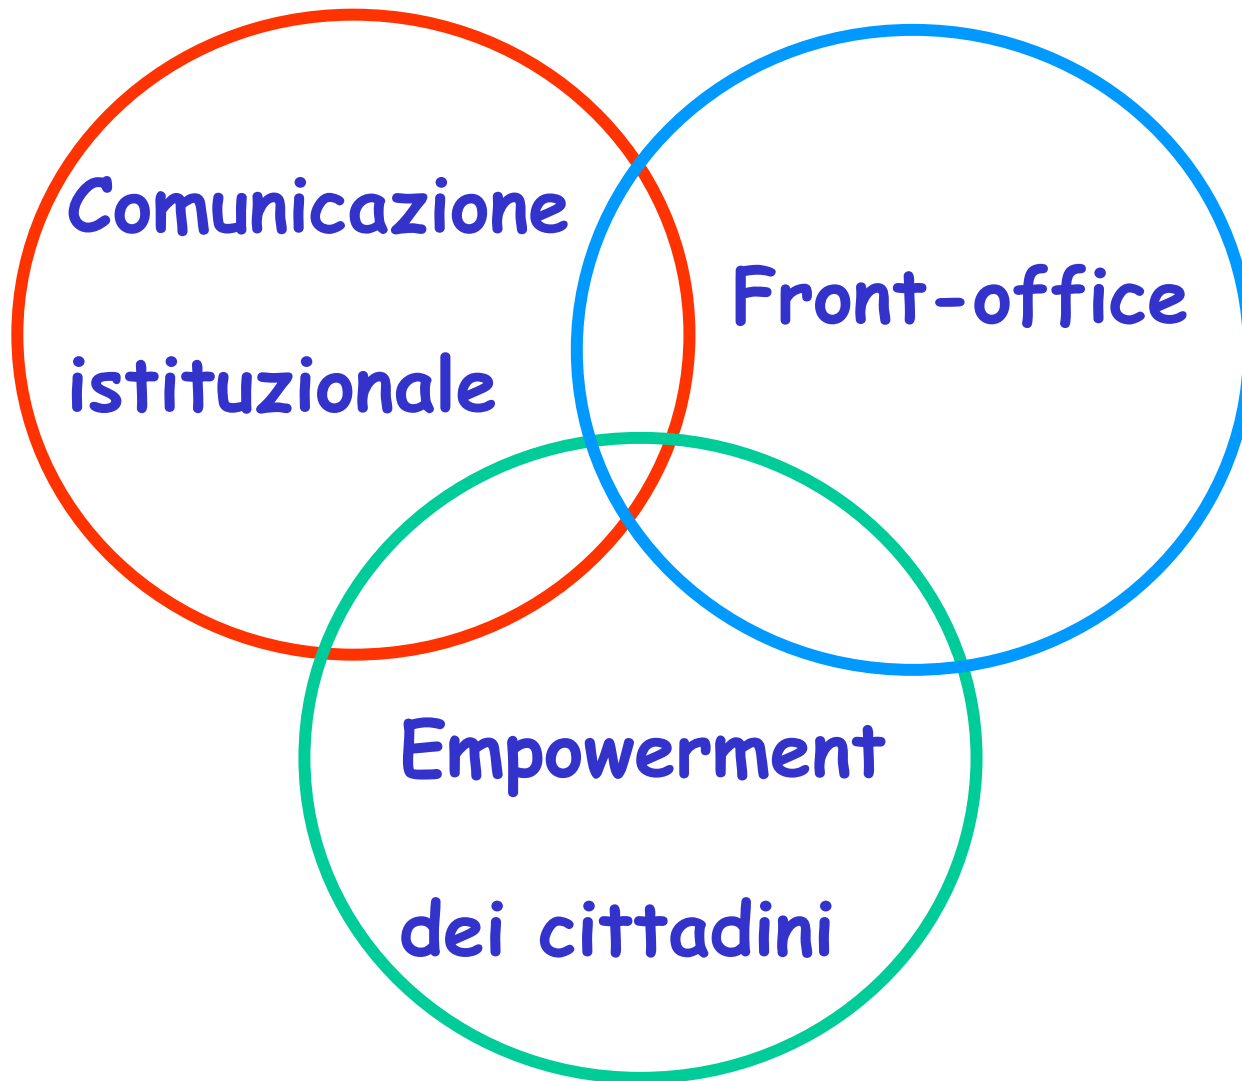 Comunicazione
istituzionale
Front-office
Empowerment
dei cittadini